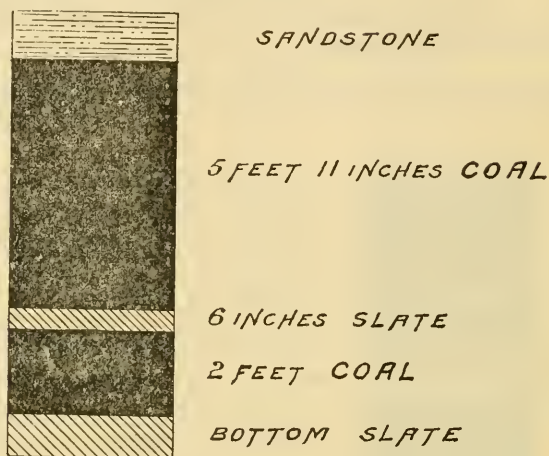 SANDSTONE
5 FEET 11 INCHES COAL
6 INCHES SLATE
2 FEET COAL
BOTTOM SLATE